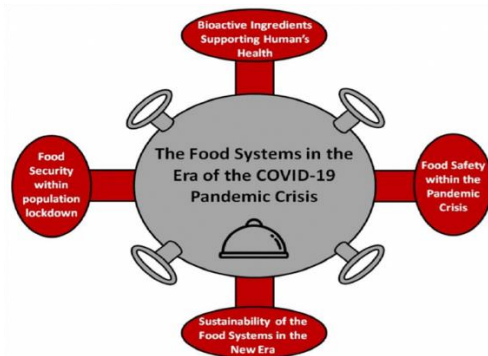 Bioactive Ingredients
Supporting Human's
Health
The Food Systems in the
Era of the COVID-19
Pandemic Crisis
Food
Security
within
population
lockdown
Food Safety
within the
Pandemic
Crisis
Sustainability of the
Food Systems in the
New Era